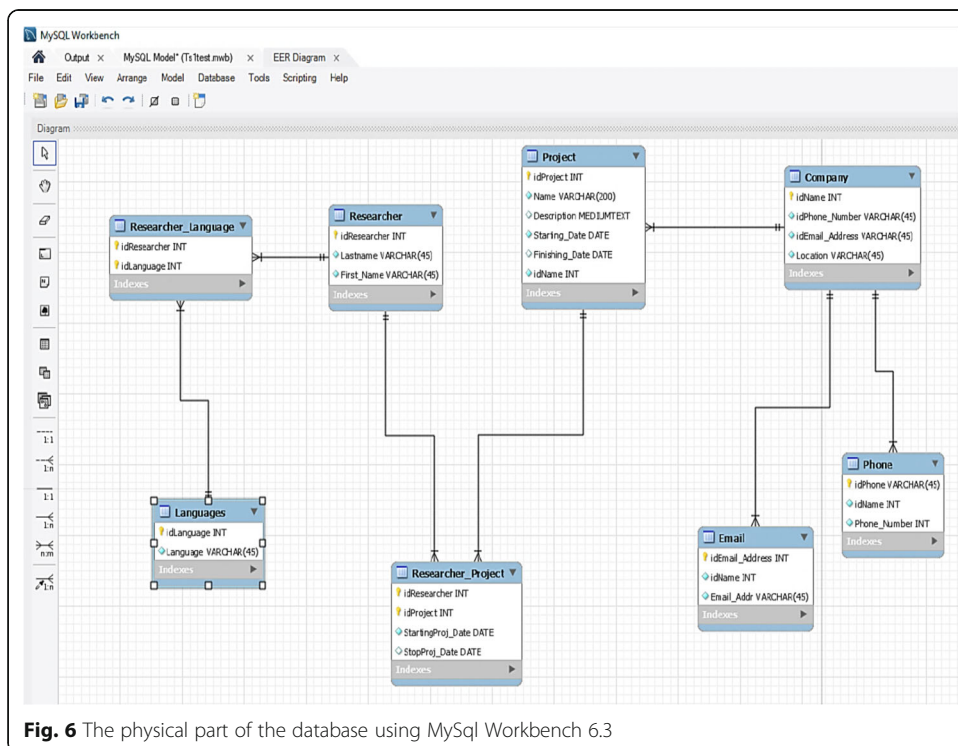 MySQL Workbench
Output × MySQL Model* (Ts1test.mwb) × EER Diagram ×
File Edit View Arrange Model Database Tools Scripting Help
Diagram
1:1
1:n
1:1
1:n
n:m
1:n
Researcher_Language
idResearcher INT
idLanguage INT
Indexes
Researcher
idResearcher INT
Lastname VARCHAR(45)
First_Name VARCHAR(45)
Indexes
Project
idProject INT
Name VARCHAR(200)
Description MEDIUMTEXT
Starting_Date DATE
Finishing_Date DATE
idName INT
Indexes
Company
idName INT
idPhone_Number VARCHAR(45)
idEmail_Address VARCHAR(45)
Location VARCHAR(45)
Indexes
Languages
idLanguage INT
Language VARCHAR(45)
Indexes
Researcher_Project
idResearcher INT
idProject INT
StartingProj_Date DATE
StopProj_Date DATE
Indexes
Email
idEmail_Address INT
idName INT
Email_Addr VARCHAR(45)
Indexes
Phone
idPhone VARCHAR(45)
idName INT
Phone_Number INT
Indexes
Fig. 6 The physical part of the database using MySql Workbench 6.3